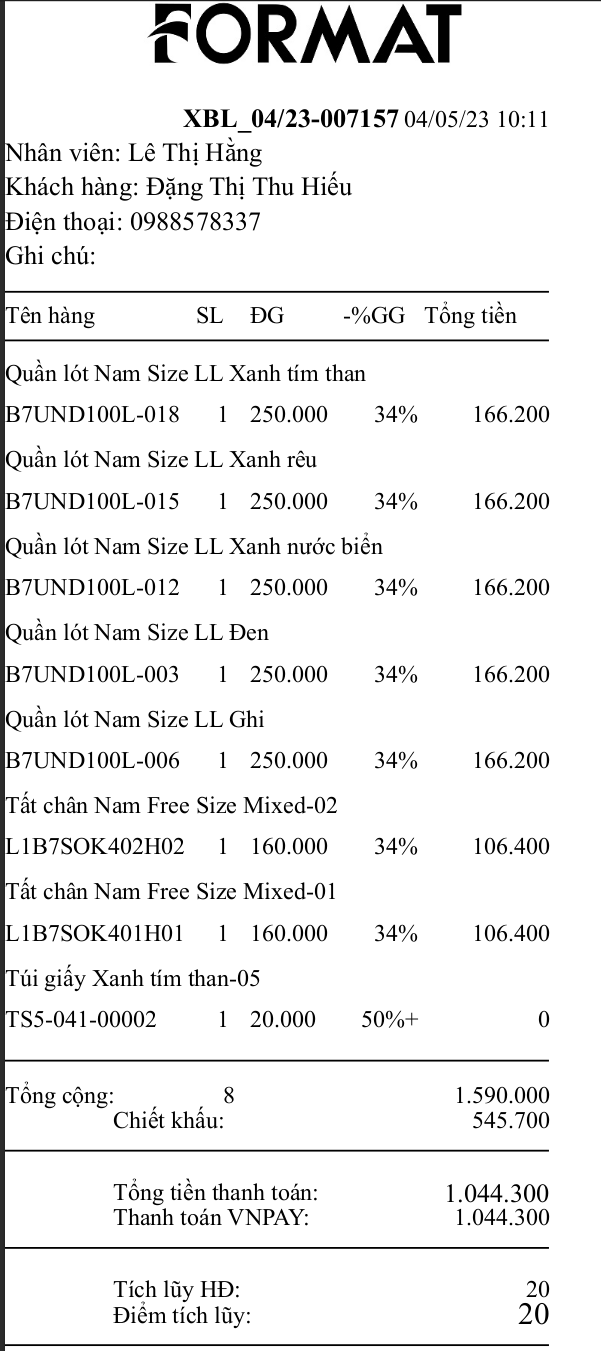 FORMAT
XBL_04/23-007157 04/05/23 10:11
Nhân viên: Lê Thị Hằng
Khách hàng: Đặng Thị Thu Hiếu
Điện thoại: 0988578337
Ghi chú:
Tên hàng SL ĐG -%GG Tổng tiền
Quần lót Nam Size LL Xanh tím than
B7UND100L-018 1 250.000 34% 166.200
Quần lót Nam Size LL Xanh rêu
B7UND100L-015 1 250.000 34% 166.200
Quần lót Nam Size LL Xanh nước biển
B7UND100L-012 1 250.000 34% 166.200
Quần lót Nam Size LL Đen
B7UND100L-003 1 250.000 34% 166.200
Quần lót Nam Size LL Ghi
B7UND100L-006 1 250.000 34% 166.200
Tất chân Nam Free Size Mixed-02
L1B7SOK402H02 1 160.000 34% 106.400
Tất chân Nam Free Size Mixed-01
L1B7SOK401H01 1 160.000 34% 106.400
Túi giấy Xanh tím than-05
TS5-041-00002 1 20.000 50%+ 0
Tổng cộng: 8 1.590.000
Chiết khấu: 545.700
Tổng tiền thanh toán: 1.044.300
Thanh toán VNPAY: 1.044.300
Tích lũy HĐ: 20
Điểm tích lũy: 20